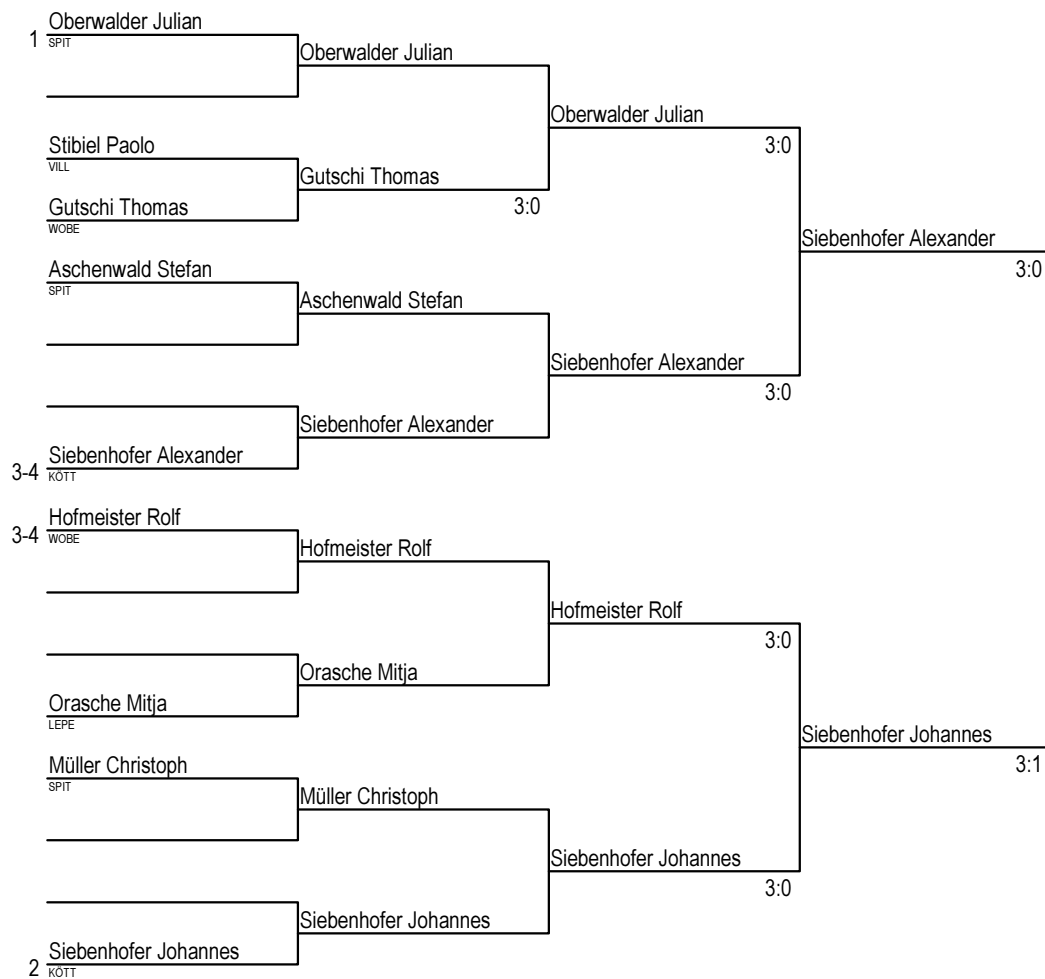 Oberwalder Julian
1
SPIT
Oberwalder Julian
Oberwalder Julian
3:0
Stibiel Paolo
VILL
Gutschi Thomas
3:0
Gutschi Thomas
WOBE
Siebenhofer Alexander
3:0
Aschenwald Stefan
SPIT
Aschenwald Stefan
Siebenhofer Alexander
3:0
Siebenhofer Alexander
Siebenhofer Alexander
3-4
KÖTT
Hofmeister Rolf
3-4
WOBE
Hofmeister Rolf
Hofmeister Rolf
3:0
Orasche Mitja
Orasche Mitja
LEPE
Siebenhofer Johannes
3:1
Müller Christoph
SPIT
Müller Christoph
Siebenhofer Johannes
3:0
Siebenhofer Johannes
Siebenhofer Johannes
2
KÖTT